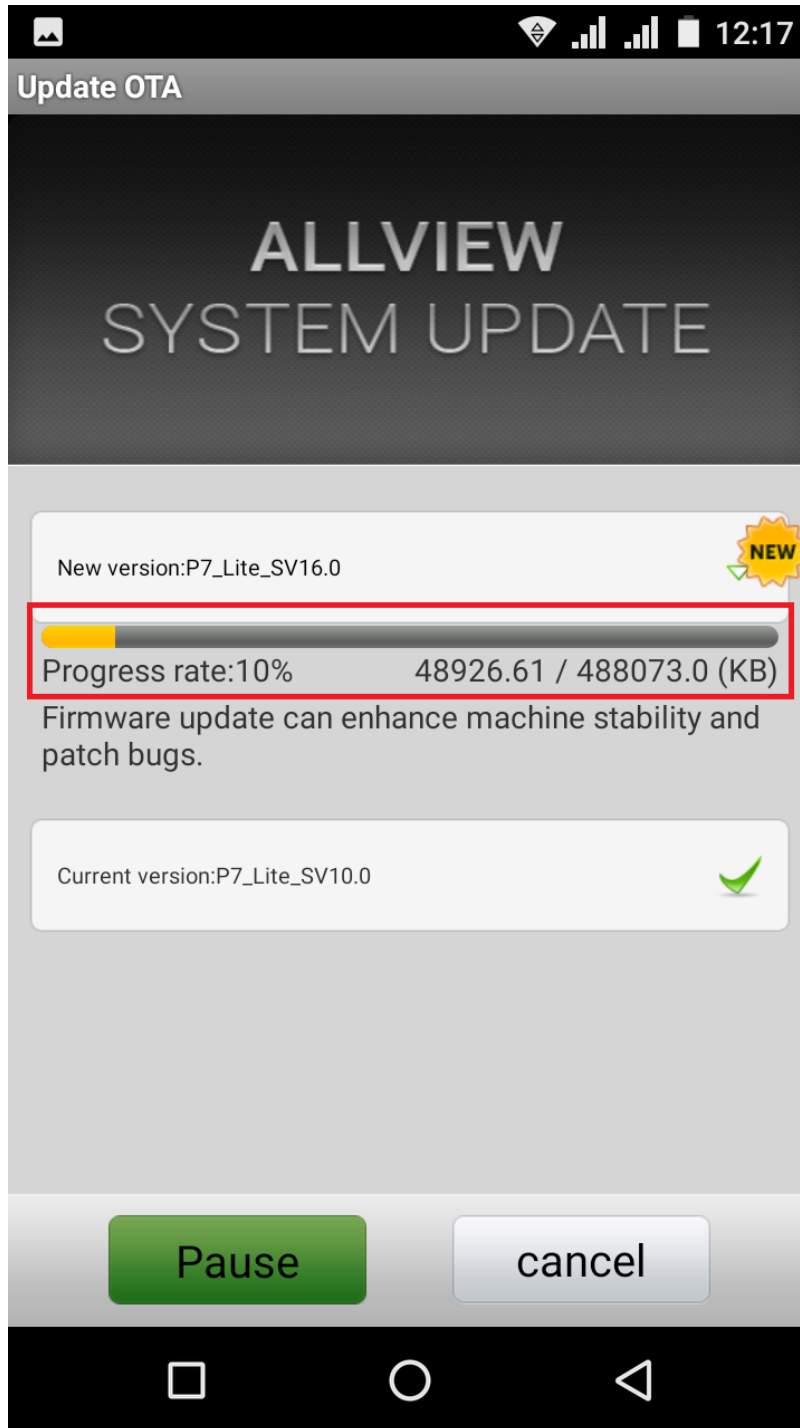 12:17
Update OTA
ALLVIEW
SYSTEM UPDATE
New version:P7_Lite_SV16.0
NEW
Progress rate:10% 48926.61 / 488073.0 (KB)
Firmware update can enhance machine stability and
patch bugs.
Current version:P7_Lite_SV10.0
Pause cancel